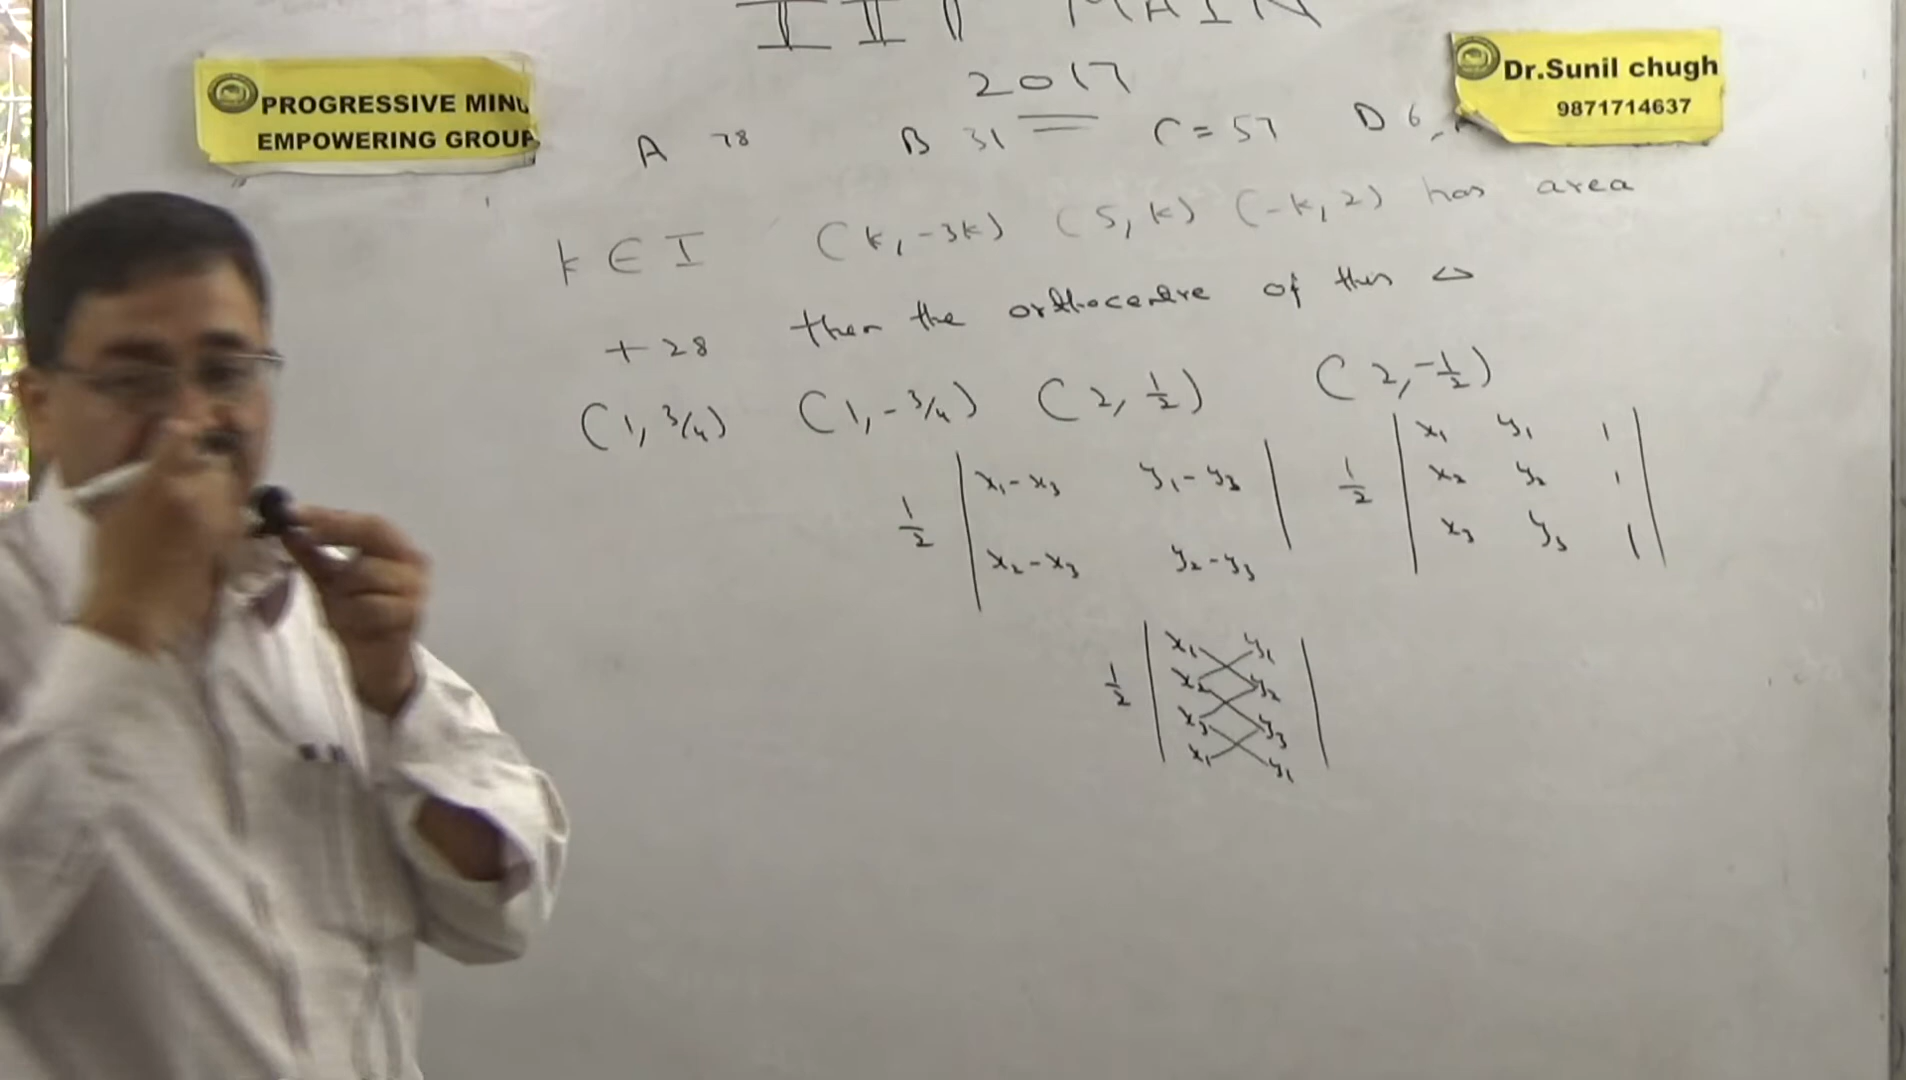 IIT MAIN
2017
PROGRESSIVE MIND
EMPOWERING GROUP
Dr.Sunil chugh
9871714637
A 78 B 31 C = 57 D 6
k ∈ I (k, -3k) (5, k) (-k, 2) has area
+28 then the orthocentre of this △
(1, 3/4) (1, -3/4) (2, 1/2) (2, -1/2)
1/2 | x₁-x₃ y₁-y₃ |
| x₂-x₃ y₂-y₃ |
1/2 | x₁ y₁ 1 |
| x₂ y₂ 1 |
| x₃ y₃ 1 |
1/2 | x₁ y₁ |
| x₂ y₂ |
| x₃ y₃ |
| x₁ y₁ |